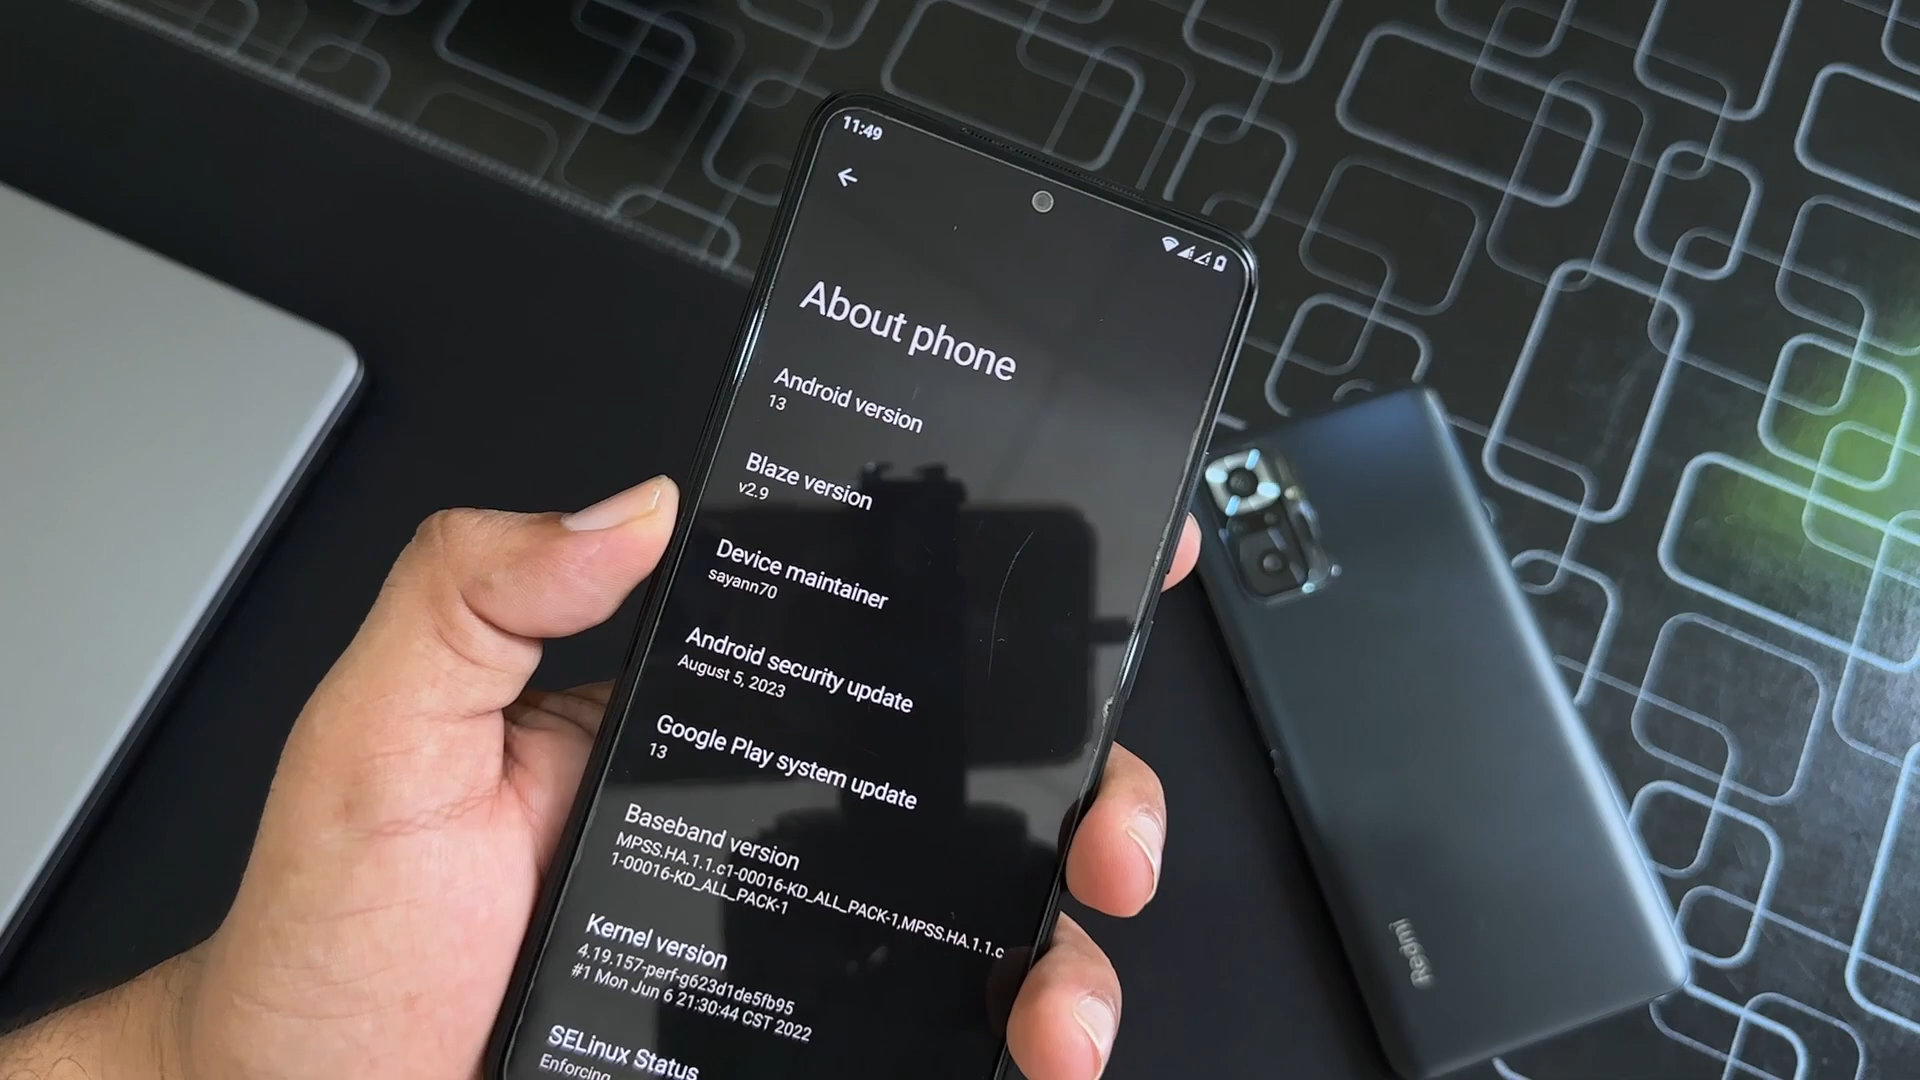 11:49
About phone
Android version
13
Blaze version
v2.9
Device maintainer
sayann70
Android security update
August 5, 2023
Google Play system update
13
Baseband version
MPSS.HA.1.1.c1-00016-KD_ALL_PACK-1,MPSS.HA.1.1.c
1-00016-KD_ALL_PACK-1
Kernel version
4.19.157-perf-g623d1de5fb95
#1 Mon Jun 6 21:30:44 CST 2022
SELinux Status
Enforcing
Redmi